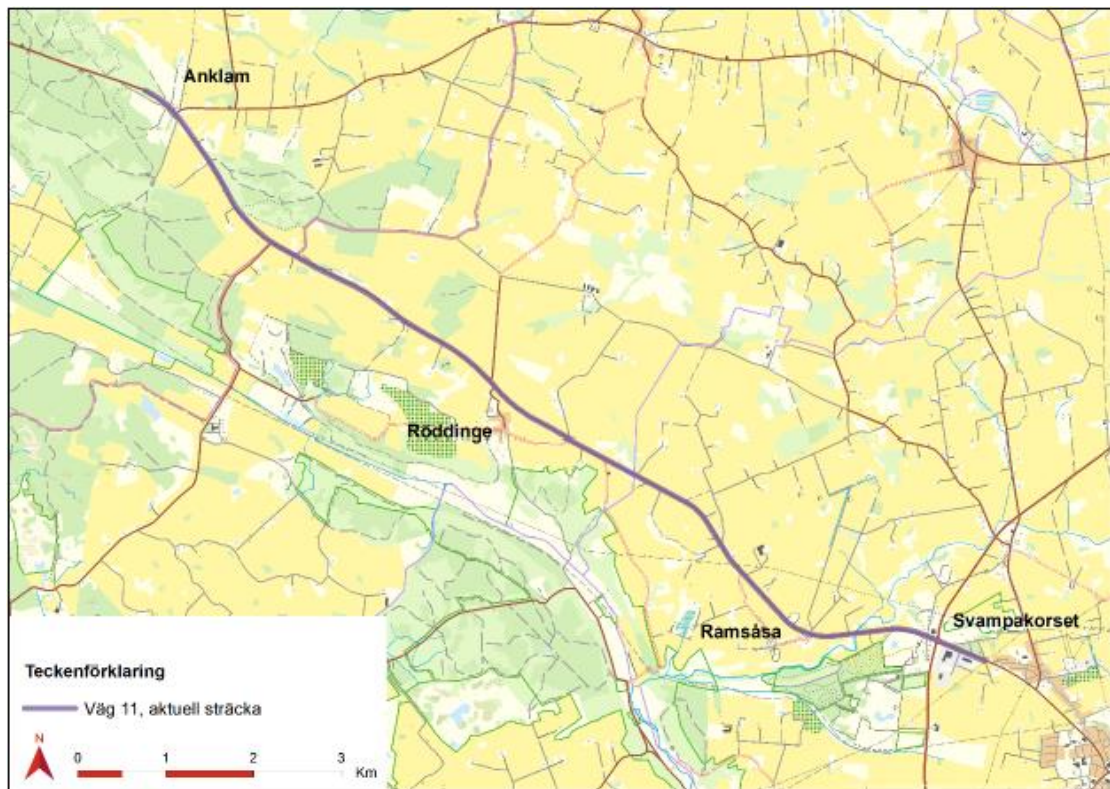 Anklam
Röddinge
Ramsåsa
Svampakorset
Teckenförklaring
Väg 11, aktuell sträcka
N
0 1 2 3
Km